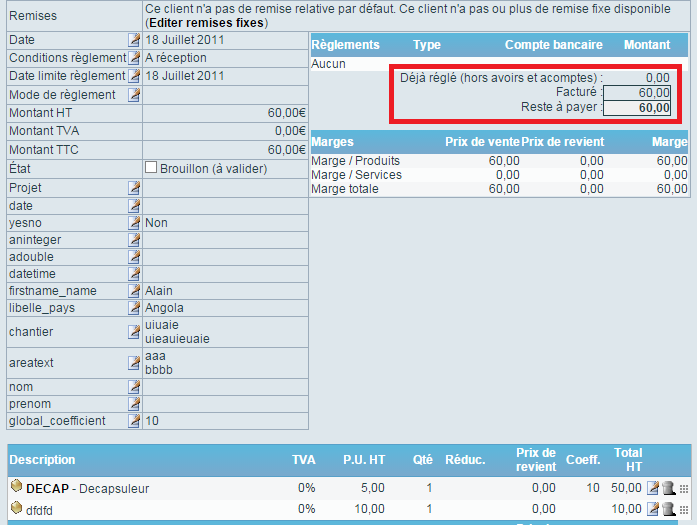 Remises
Ce client n'a pas de remise relative par défaut. Ce client n'a pas ou plus de remise fixe disponible
(Editer remises fixes)
Date 18 Juillet 2011
Conditions règlement A réception
Date limite règlement 18 Juillet 2011
Mode de règlement
Montant HT 60,00€
Montant TVA 0,00€
Montant TTC 60,00€
État Brouillon (à valider)
Projet
date
yesno Non
aninteger
adouble
datetime
firstname_name Alain
libelle_pays Angola
chantier uiuaie
uieauieuaie
areatext aaa
bbbb
nom
prenom
global_coefficient 10
Règlements Type Compte bancaire Montant
Aucun
Déjà réglé (hors avoirs et acomptes) : 0,00
Facturé : 60,00
Reste à payer : 60,00
Marges Prix de vente Prix de revient Marge
Marge / Produits 60,00 0,00 60,00
Marge / Services 0,00 0,00 0,00
Marge totale 60,00 0,00 60,00
Description TVA P.U. HT Qté Réduc. Prix de revient Coeff. Total HT
DECAP - Decapsuleur 0% 5,00 1 0,00 10 50,00
dfdfd 0% 10,00 1 0,00 10,00